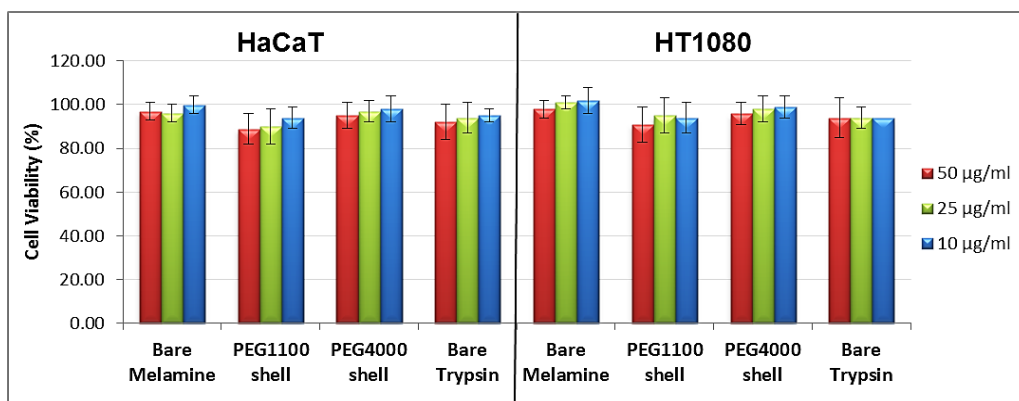 HaCaT
HT1080
120.00
100.00
80.00
60.00
40.00
20.00
0.00
Cell Viability (%)
Bare Melamine
PEG1100 shell
PEG4000 shell
Bare Trypsin
Bare Melamine
PEG1100 shell
PEG4000 shell
Bare Trypsin
50 µg/ml
25 µg/ml
10 µg/ml